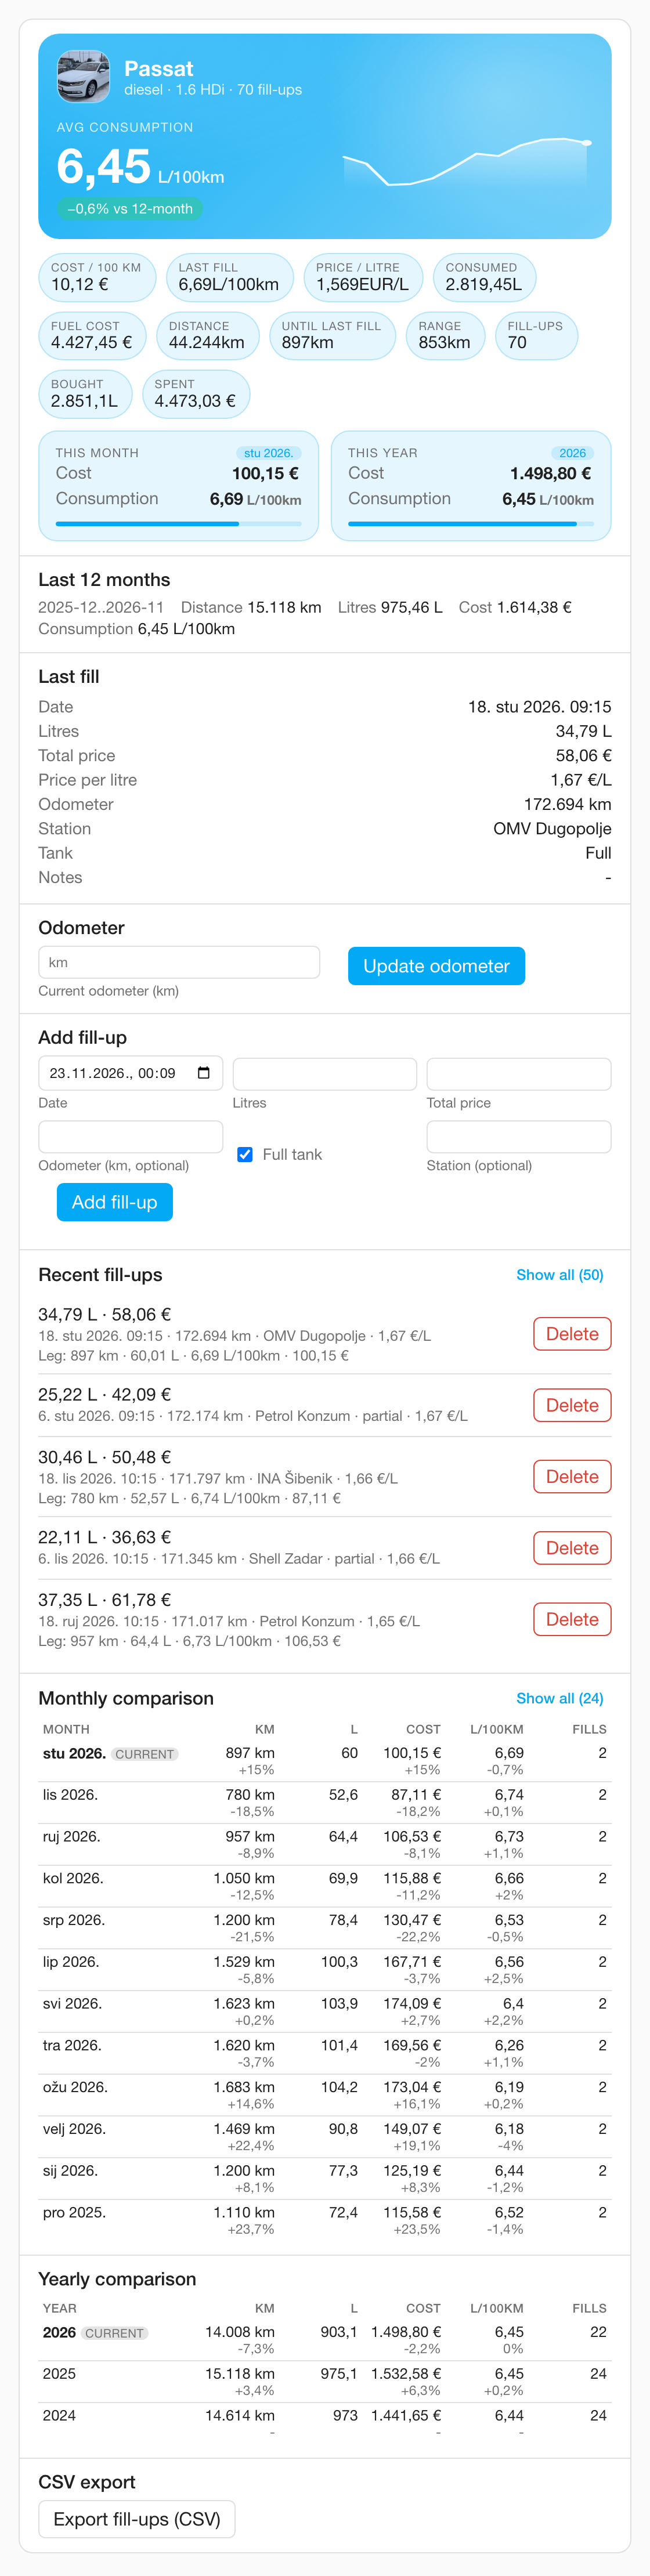 Passat
diesel · 1.6 HDi · 70 fill-ups
AVG CONSUMPTION
6,45 L/100km
−0,6% vs 12-month
COST / 100 KM
10,12 €
LAST FILL
6,69L/100km
PRICE / LITRE
1,569EUR/L
CONSUMED
2.819,45L
FUEL COST
4.427,45 €
DISTANCE
44.244km
UNTIL LAST FILL
897km
RANGE
853km
FILL-UPS
70
BOUGHT
2.851,1L
SPENT
4.473,03 €
THIS MONTH stu 2026.
Cost 100,15 €
Consumption 6,69 L/100km
THIS YEAR 2026
Cost 1.498,80 €
Consumption 6,45 L/100km
Last 12 months
2025-12..2026-11 Distance 15.118 km Litres 975,46 L Cost 1.614,38 €
Consumption 6,45 L/100km
Last fill
Date 18. stu 2026. 09:15
Litres 34,79 L
Total price 58,06 €
Price per litre 1,67 €/L
Odometer 172.694 km
Station OMV Dugopolje
Tank Full
Notes -
Odometer
km
Update odometer
Current odometer (km)
Add fill-up
23.11.2026., 00:09
Date Litres Total price
Full tank
Odometer (km, optional) Station (optional)
Add fill-up
Recent fill-ups Show all (50)
34,79 L · 58,06 €
18. stu 2026. 09:15 · 172.694 km · OMV Dugopolje · 1,67 €/L
Leg: 897 km · 60,01 L · 6,69 L/100km · 100,15 €
Delete
25,22 L · 42,09 €
6. stu 2026. 09:15 · 172.174 km · Petrol Konzum · partial · 1,67 €/L
Delete
30,46 L · 50,48 €
18. lis 2026. 10:15 · 171.797 km · INA Šibenik · 1,66 €/L
Leg: 780 km · 52,57 L · 6,74 L/100km · 87,11 €
Delete
22,11 L · 36,63 €
6. lis 2026. 10:15 · 171.345 km · Shell Zadar · partial · 1,66 €/L
Delete
37,35 L · 61,78 €
18. ruj 2026. 10:15 · 171.017 km · Petrol Konzum · 1,65 €/L
Leg: 957 km · 64,4 L · 6,73 L/100km · 106,53 €
Delete
Monthly comparison Show all (24)
MONTH KM L COST L/100KM FILLS
stu 2026. CURRENT 897 km 60 100,15 € 6,69 2
+15% +15% -0,7%
lis 2026. 780 km 52,6 87,11 € 6,74 2
-18,5% -18,2% +0,1%
ruj 2026. 957 km 64,4 106,53 € 6,73 2
-8,9% -8,1% +1,1%
kol 2026. 1.050 km 69,9 115,88 € 6,66 2
-12,5% -11,2% +2%
srp 2026. 1.200 km 78,4 130,47 € 6,53 2
-21,5% -22,2% -0,5%
lip 2026. 1.529 km 100,3 167,71 € 6,56 2
-5,8% -3,7% +2,5%
svi 2026. 1.623 km 103,9 174,09 € 6,4 2
+0,2% +2,7% +2,2%
tra 2026. 1.620 km 101,4 169,56 € 6,26 2
-3,7% -2% +1,1%
ožu 2026. 1.683 km 104,2 173,04 € 6,19 2
+14,6% +16,1% +0,2%
velj 2026. 1.469 km 90,8 149,07 € 6,18 2
+22,4% +19,1% -4%
sij 2026. 1.200 km 77,3 125,19 € 6,44 2
+8,1% +8,3% -1,2%
pro 2025. 1.110 km 72,4 115,58 € 6,52 2
+23,7% +23,5% -1,4%
Yearly comparison
YEAR KM L COST L/100KM FILLS
2026 CURRENT 14.008 km 903,1 1.498,80 € 6,45 22
-7,3% -2,2% 0%
2025 15.118 km 975,1 1.532,58 € 6,45 24
+3,4% +6,3% +0,2%
2024 14.614 km 973 1.441,65 € 6,44 24
- - -
CSV export
Export fill-ups (CSV)